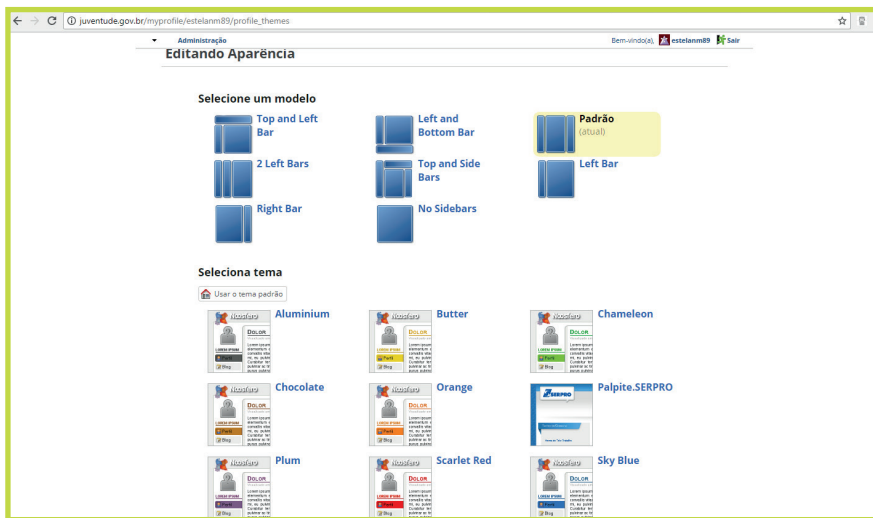 juventude.gov.br/myprofile/estelanm89/profile_themes
Administração
Bem-vindo(a), estelanm89 Sair
Editando Aparência
Selecione um modelo
Top and Left Bar
Left and Bottom Bar
Padrão
(atual)
2 Left Bars
Top and Side Bars
Left Bar
Right Bar
No Sidebars
Seleciona tema
Usar o tema padrão
Aluminium
Butter
Chameleon
Chocolate
Orange
Palpite.SERPRO
Plum
Scarlet Red
Sky Blue